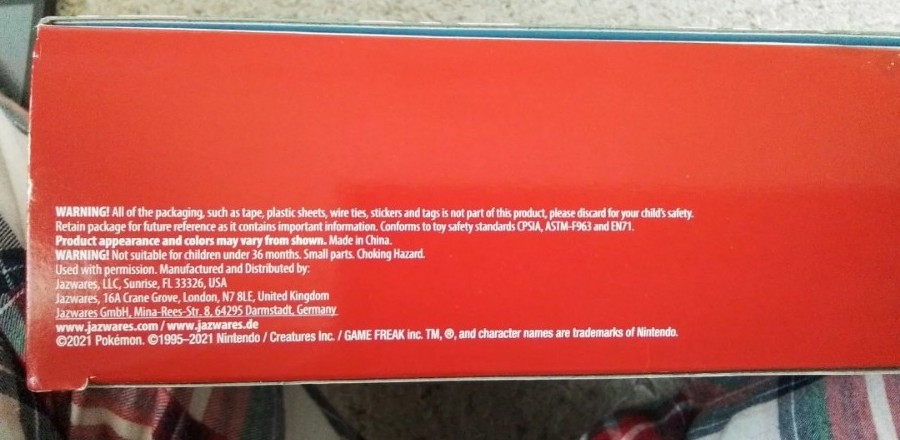 WARNING! All of the packaging, such as tape, plastic sheets, wire ties, stickers and tags is not part of this product, please discard for your child's safety.
Retain package for future reference as it contains important information. Conforms to toy safety standards CPSIA, ASTM-F963 and EN71.
Product appearance and colors may vary from shown. Made in China.
WARNING! Not suitable for children under 36 months. Small parts. Choking Hazard.
Used with permission. Manufactured and Distributed by:
Jazwares, LLC, Sunrise, FL 33326, USA
Jazwares, 16A Crane Grove, London, N7 8LE, United Kingdom
Jazwares GmbH, Mina-Rees-Str. 8, 64295 Darmstadt, Germany
www.jazwares.com / www.jazwares.de
©2021 Pokémon. ©1995–2021 Nintendo / Creatures Inc. / GAME FREAK inc. TM, ®, and character names are trademarks of Nintendo.